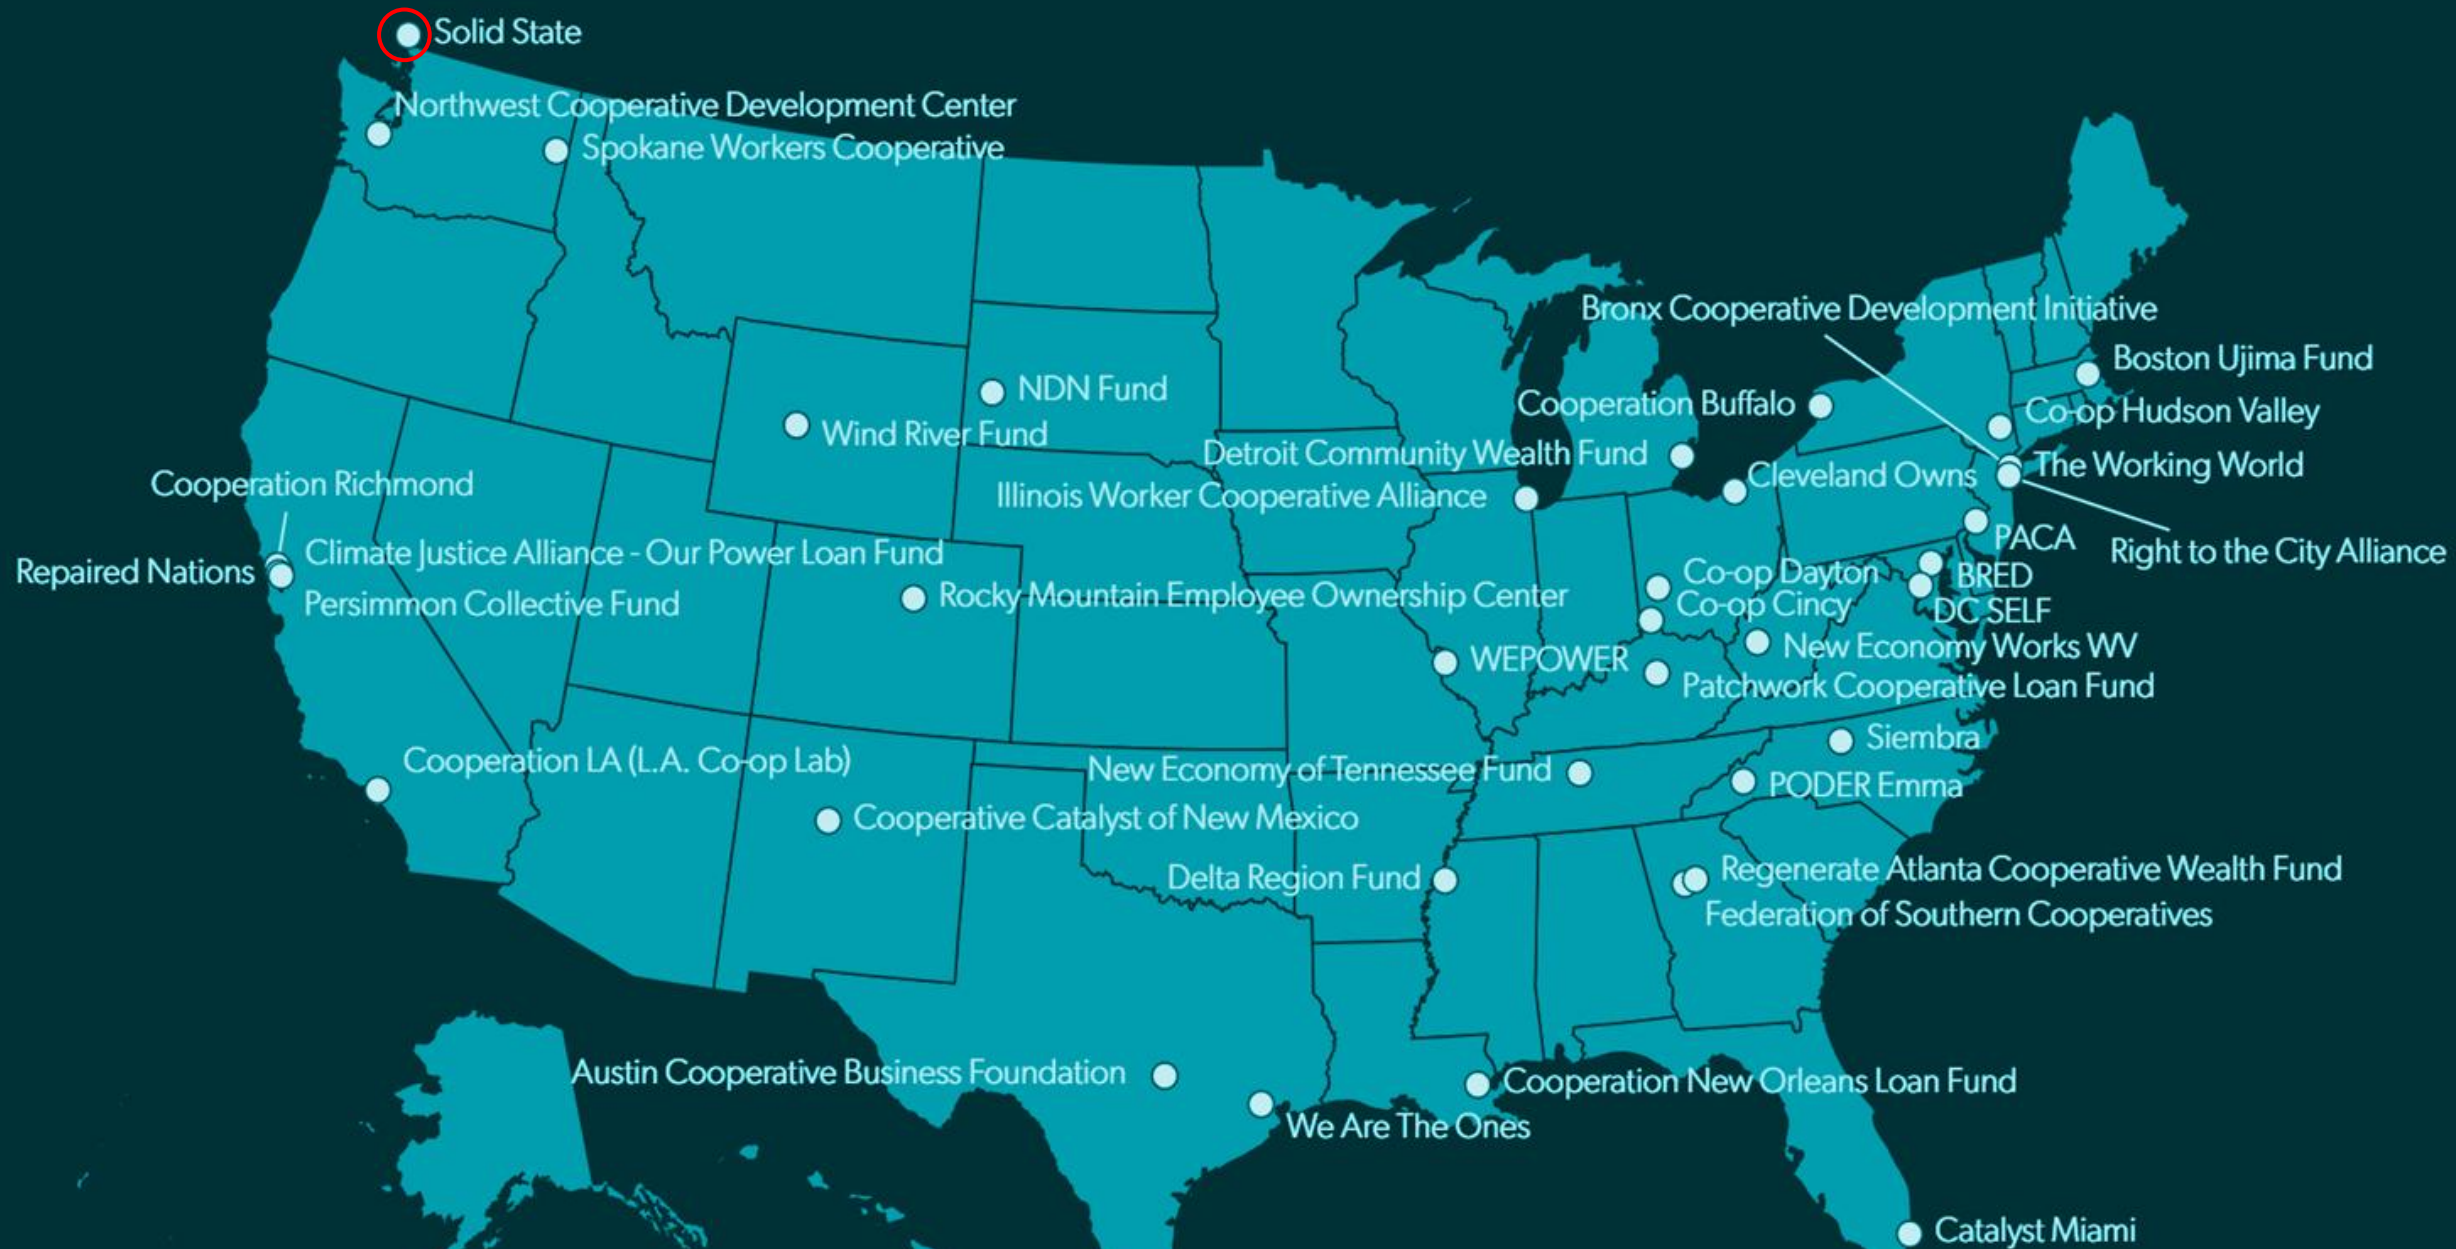 Solid State
Northwest Cooperative Development Center
Spokane Workers Cooperative
Bronx Cooperative Development Initiative
Boston Ujima Fund
NDN Fund
Cooperation Buffalo
Co-op Hudson Valley
Wind River Fund
Detroit Community Wealth Fund
The Working World
Cleveland Owns
Cooperation Richmond
Illinois Worker Cooperative Alliance
PACA
Right to the City Alliance
Climate Justice Alliance - Our Power Loan Fund
Repaired Nations
Co-op Dayton
BRED
Persimmon Collective Fund
Rocky Mountain Employee Ownership Center
Co-op Cincy
DC SELF
New Economy Works WV
WEPOWER
Patchwork Cooperative Loan Fund
Siembra
Cooperation LA (L.A. Co-op Lab)
New Economy of Tennessee Fund
PODER Emma
Cooperative Catalyst of New Mexico
Delta Region Fund
Regenerate Atlanta Cooperative Wealth Fund
Federation of Southern Cooperatives
Austin Cooperative Business Foundation
Cooperation New Orleans Loan Fund
We Are The Ones
Catalyst Miami